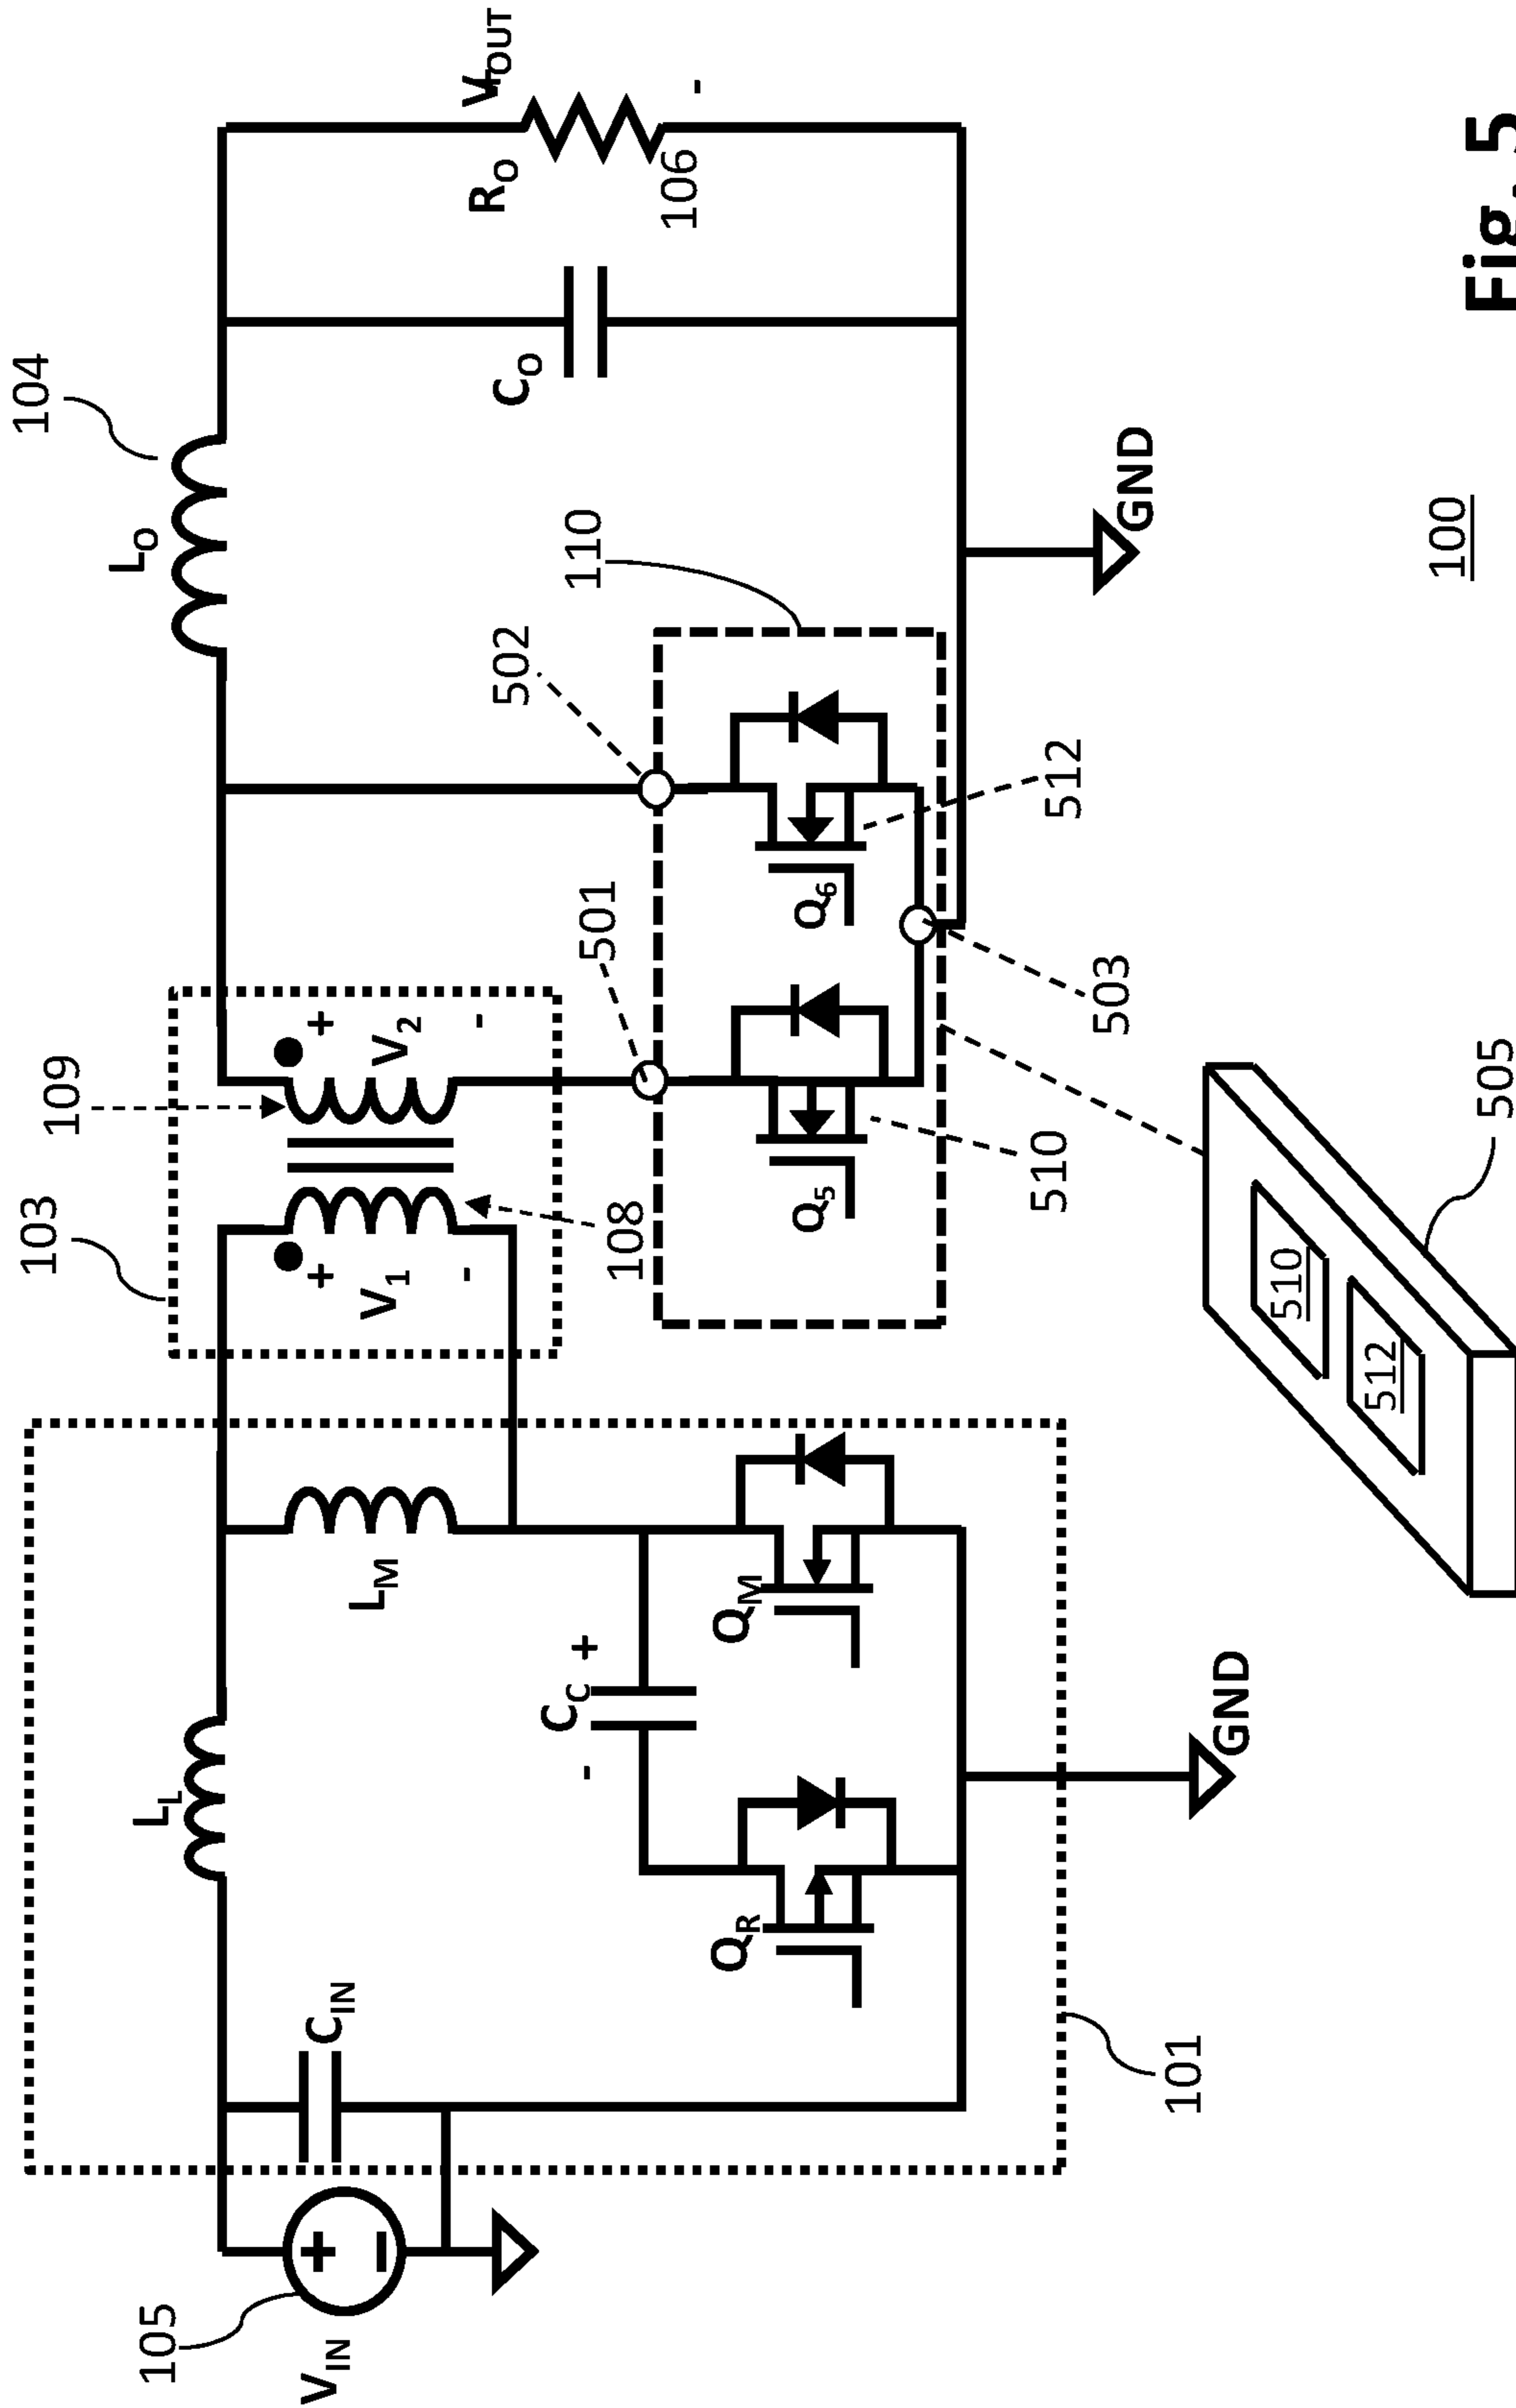 103
109
L_O
104
105
V_IN
+
−
C_IN
L_L
L_M
+
V_1
-
+
V_2
-
108
501
502
110
C_O
R_O
106
V_OUT
+
-
-
C_C
+
Q_R
Q_M
Q_5
Q_6
510
503
512
101
GND
GND
510
512
505
100
Fig. 5